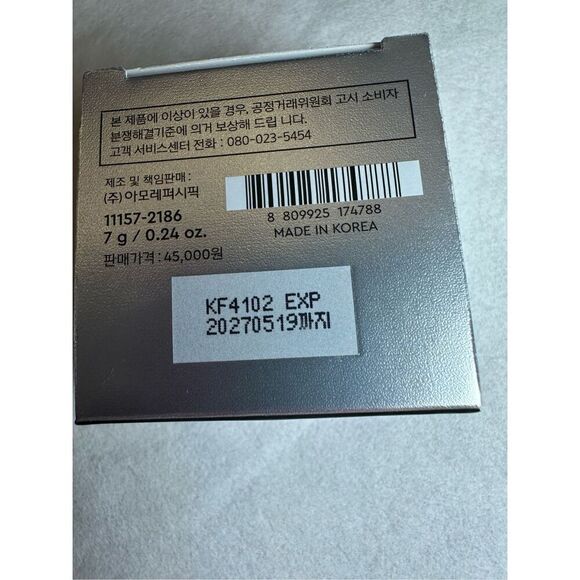 본 제품에 이상이 있을 경우, 공정거래위원회 고시 소비자
분쟁해결기준에 의거 보상해 드립 니다.
고객 서비스센터 전화 : 080-023-5454
제조 및 책임판매 :
(주)아모레퍼시픽
11157-2186
7 g / 0.24 oz.
판매가격 : 45,000원
8 809925 174788
MADE IN KOREA
KF4102 EXP
20270519까지